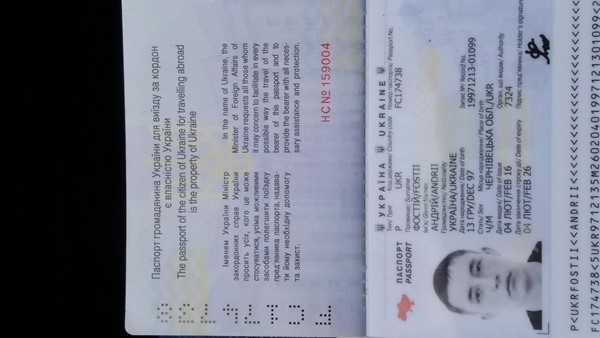 Паспорт громадянина України для виїзду за кордон
є власністю України
The passport of the citizen of Ukraine for travelling abroad
is the property of Ukraine
Іменем України Міністр
закордонних справ України
просить усіх, кого це може
стосуватися, усіма можливими
засобами полегшити поїздку
пред'явника паспорта, надава-
ти йому необхідну допомогу
та захист.
In the name of Ukraine, the
Minister of Foreign Affairs of
Ukraine requests all those whom
it may concern to facilitate in every
possible way the travel of the
bearer of this passport, and to
provide the bearer with all neces-
sary assistance and protection.
НС№159004
FC174738
ПАСПОРТ
PASSPORT
УКРАЇНА UKRAINE
Тип/ Type Код держави/ Country code Номер паспорта/ Passport No.
P UKR FC174738
Прізвище/ Surname
ФОСТІЙ/FOSTII
Ім'я/ Given Names
АНДРІЙ/ANDRII
Громадянство/ Nationality
УКРАЇНА/UKRAINE
Дата народження/ Date of birth Запис №/ Record No.
13 ГРУ/DEC 97 19971213-01099
Стать/ Sex Місце народження/ Place of birth
Ч/M ЧЕРНІВЕЦЬКА ОБЛ./UKR
Дата видачі/ Date of issue Орган, що видав/ Authority
04 ЛЮТ/FEB 16 7324
Дата закінчення строку дії/ Date of expiry Підпис пред'явника/ Holder's signature
04 ЛЮТ/FEB 26
P<UKRFOSTII<<ANDRII<<<<
FC174738<5UKR9712135M2602040199712130109